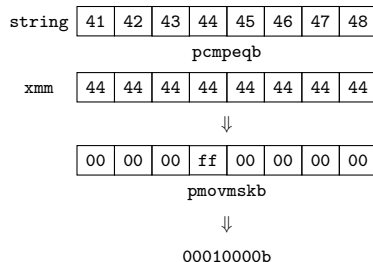 string 41 42 43 44 45 46 47 48
pcmpeqb
xmm 44 44 44 44 44 44 44 44
⇓
00 00 00 ff 00 00 00 00
pmovmskb
⇓
00010000b